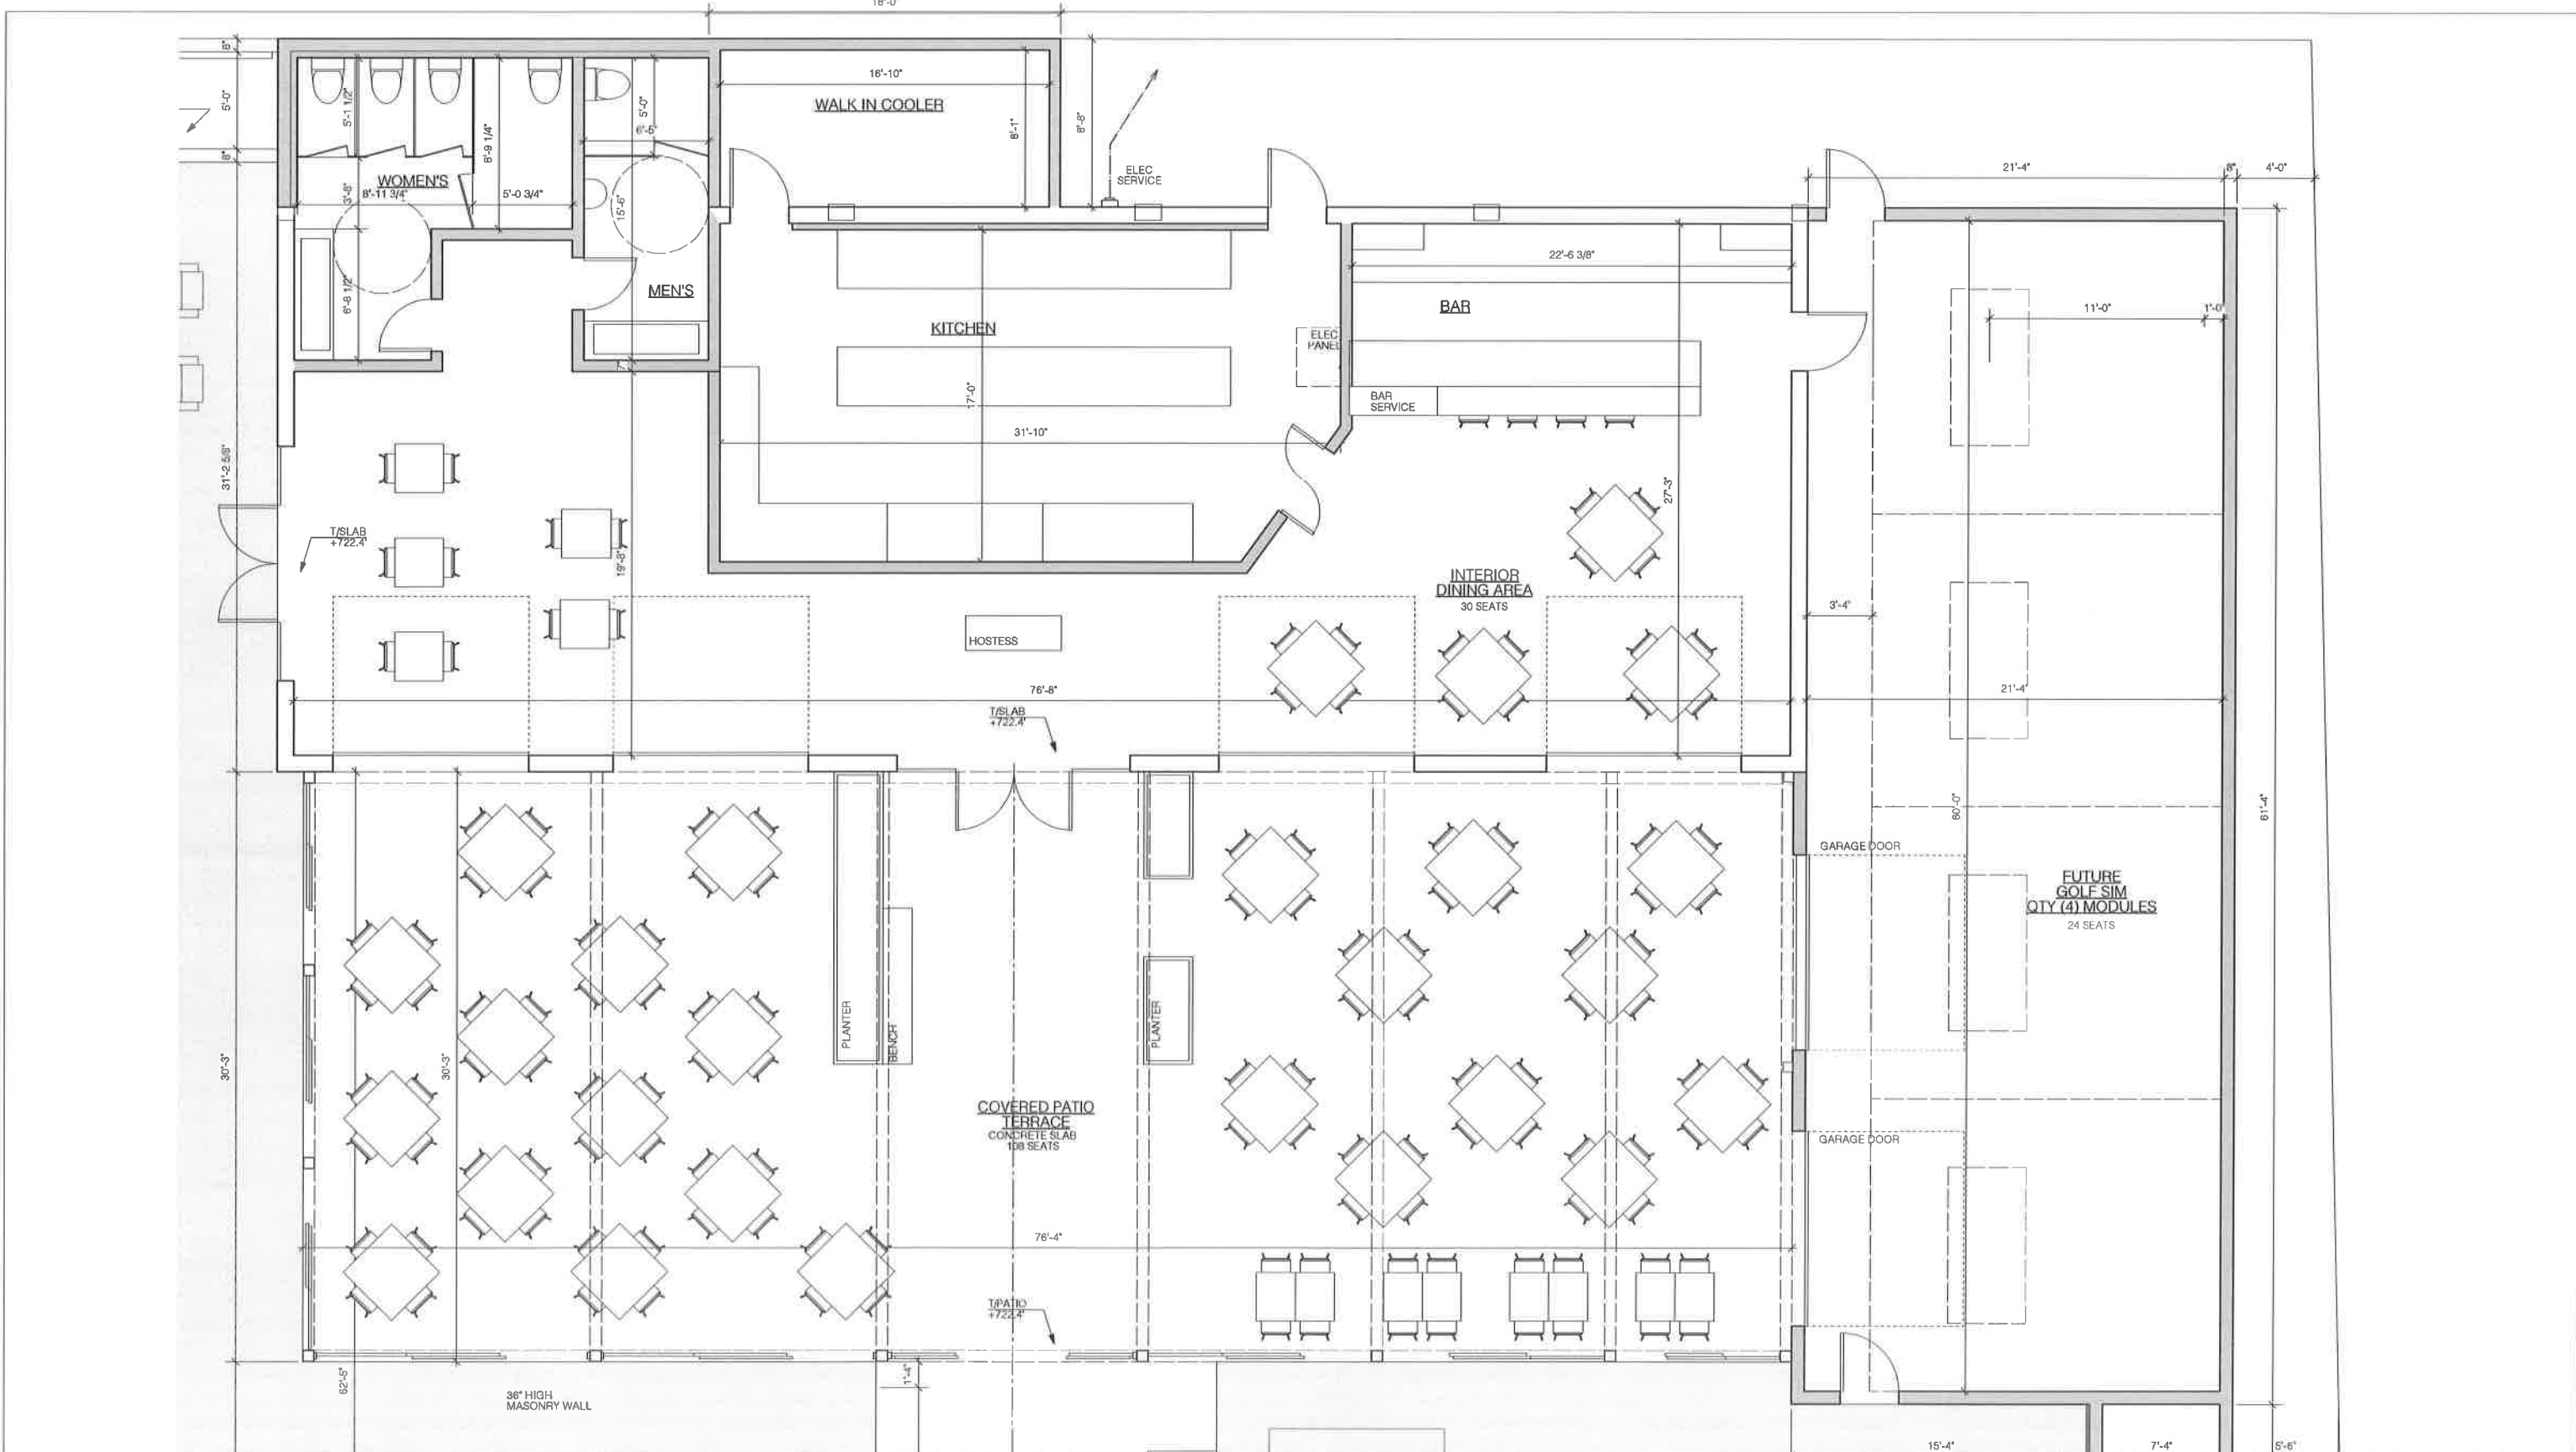 18'-0"
8"
5'-0"
8"
5'-1 1/2"
8'-9 1/4"
5'-0"
6'-5"
16'-10"
WALK IN COOLER
8'-1"
8'-8"
ELEC
SERVICE
21'-4"
8"
4'-0"
WOMEN'S
3'-8"
8'-11 3/4"
5'-0 3/4"
15'-6"
6'-8 1/2"
MEN'S
7"
KITCHEN
17'-0"
31'-10"
ELEC
PANEL
22'-6 3/8"
BAR
BAR
SERVICE
11'-0"
1'-0"
31'-2 5/8"
T/SLAB
+722.4'
19'-8"
27'-3"
INTERIOR
DINING AREA
30 SEATS
HOSTESS
3'-4"
76'-8"
21'-4"
T/SLAB
+722.4'
60'-0"
61'-4"
GARAGE DOOR
FUTURE
GOLF SIM
QTY (4) MODULES
24 SEATS
PLANTER
BENCH
PLANTER
30'-3"
30'-3"
COVERED PATIO
TERRACE
CONCRETE SLAB
108 SEATS
GARAGE DOOR
76'-4"
T/PATIO
+722.4'
62'-5"
1'-4"
36" HIGH
MASONRY WALL
15'-4"
7'-4"
5'-6"